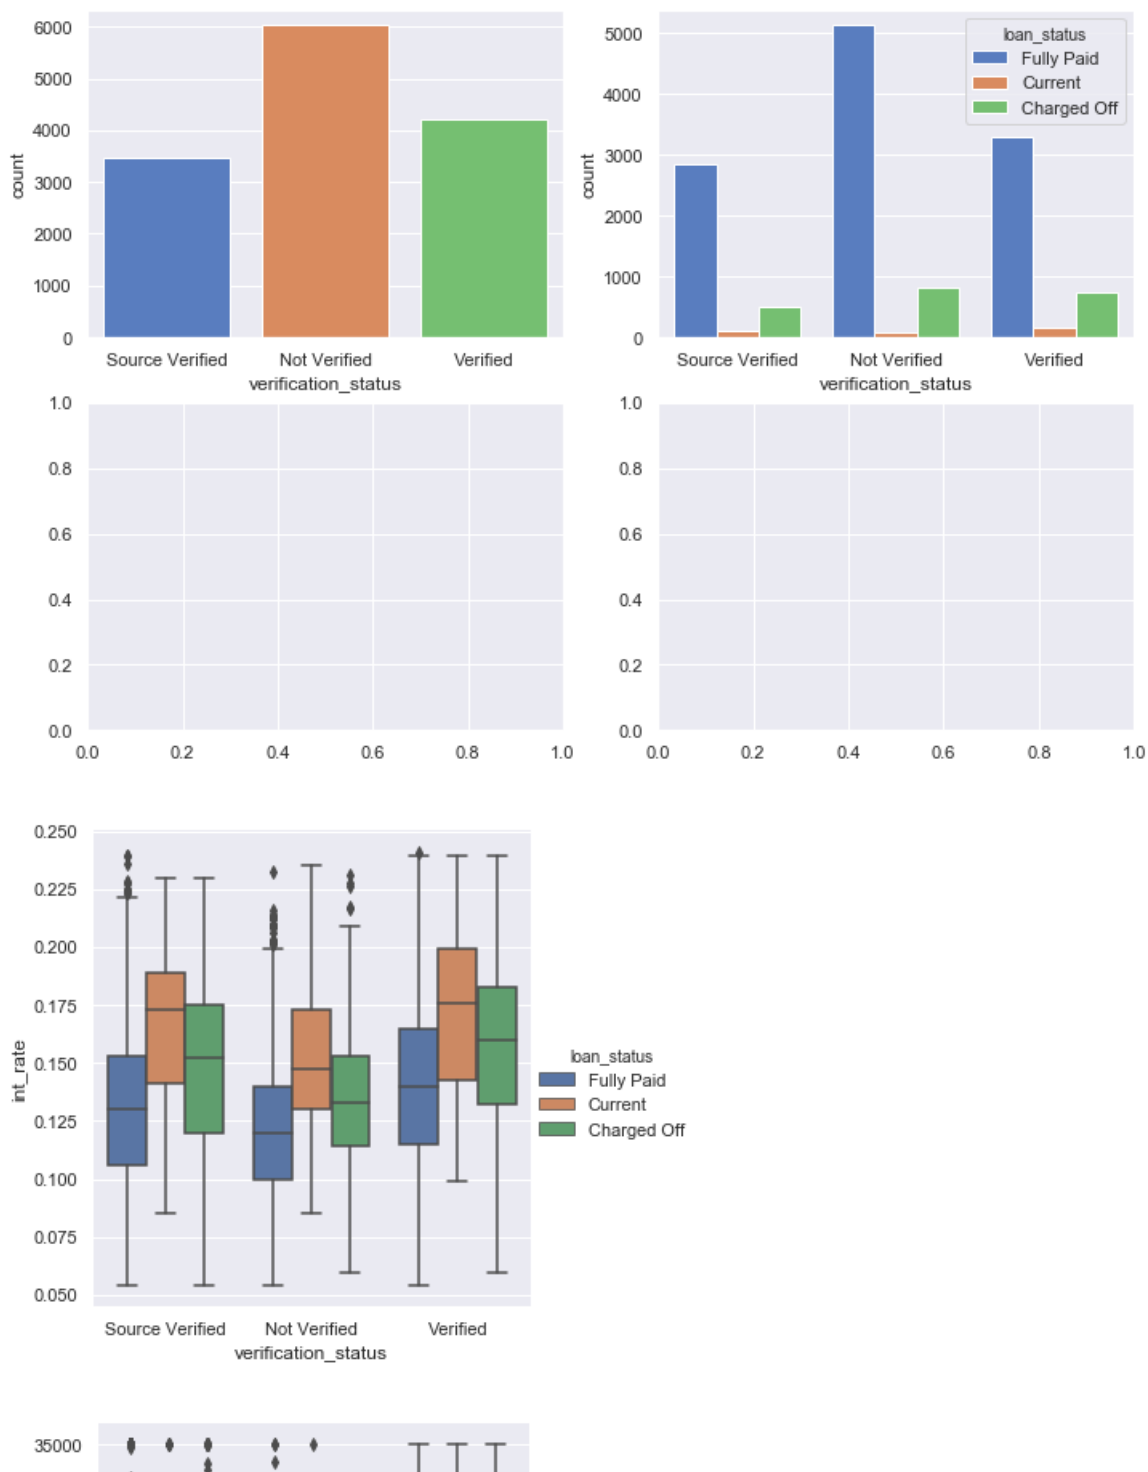 6000
5000
4000
3000
2000
1000
0
count
Source Verified Not Verified Verified
verification_status
5000
4000
3000
2000
1000
0
count
loan_status
Fully Paid
Current
Charged Off
Source Verified Not Verified Verified
verification_status
1.0
0.8
0.6
0.4
0.2
0.0
0.0 0.2 0.4 0.6 0.8 1.0
1.0
0.8
0.6
0.4
0.2
0.0
0.0 0.2 0.4 0.6 0.8 1.0
0.250
0.225
0.200
0.175
0.150
0.125
0.100
0.075
0.050
int_rate
Source Verified Not Verified Verified
verification_status
loan_status
Fully Paid
Current
Charged Off
35000